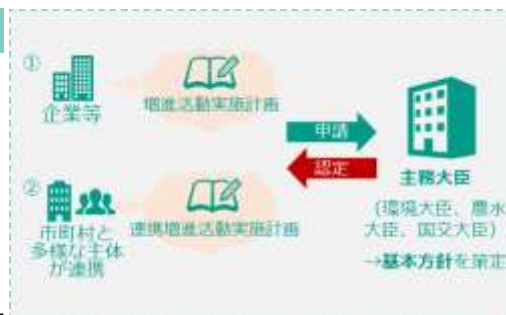 ①
企業等
増進活動実施計画
②
市町村と
多様な主体
が連携
連携増進活動実施計画
申請
認定
主務大臣
（環境大臣、農水
大臣、国交大臣）
→基本方針を策定